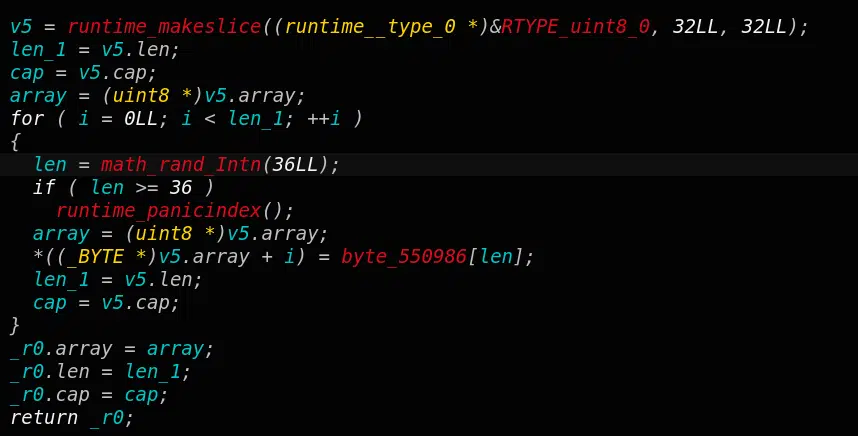 v5 = runtime_makeslice((runtime__type_0 *)&RTYPE_uint8_0, 32LL, 32LL);
len_1 = v5.len;
cap = v5.cap;
array = (uint8 *)v5.array;
for ( i = 0LL; i < len_1; ++i )
{
  len = math_rand_Intn(36LL);
  if ( len >= 36 )
    runtime_panicindex();
  array = (uint8 *)v5.array;
  *((_BYTE *)v5.array + i) = byte_550986[len];
  len_1 = v5.len;
  cap = v5.cap;
}
_r0.array = array;
_r0.len = len_1;
_r0.cap = cap;
return _r0;